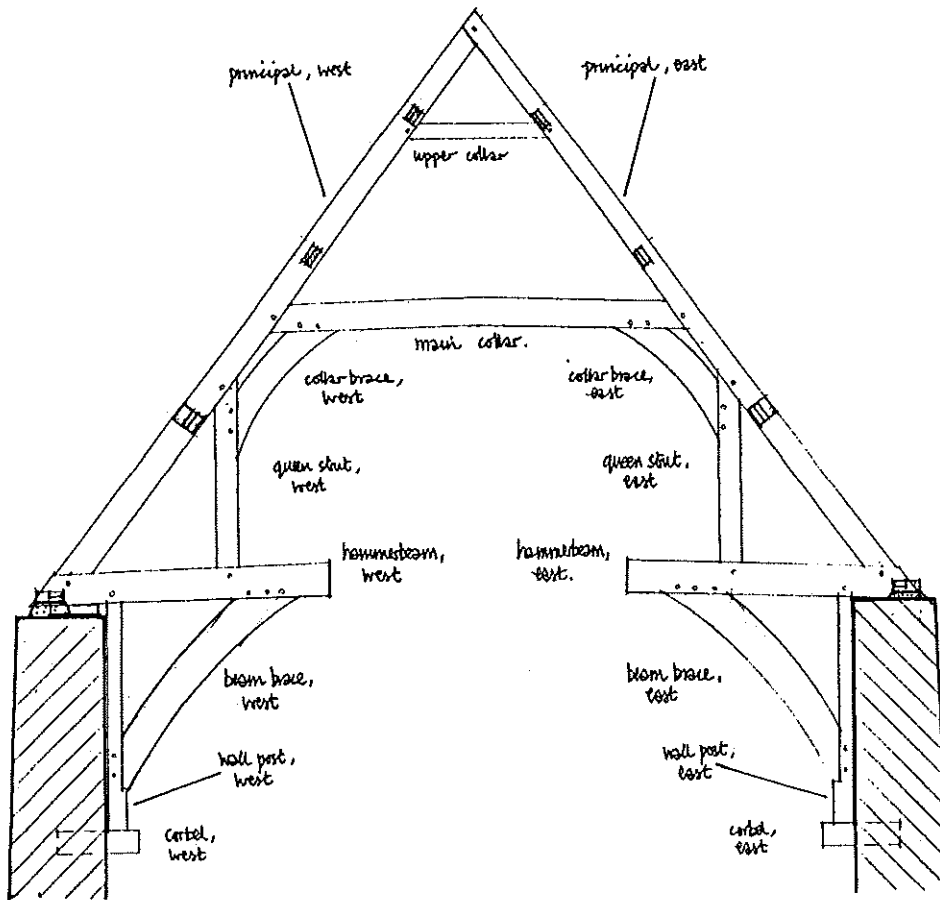 principal, west
principal, east
upper collar
main collar.
collar brace,
west
collar brace,
east
queen strut,
west
queen strut,
east
hammerbeam,
west
hammerbeam,
east.
beam brace,
west
beam brace,
east
wall post,
west
wall post,
east
corbel,
west
corbel,
east